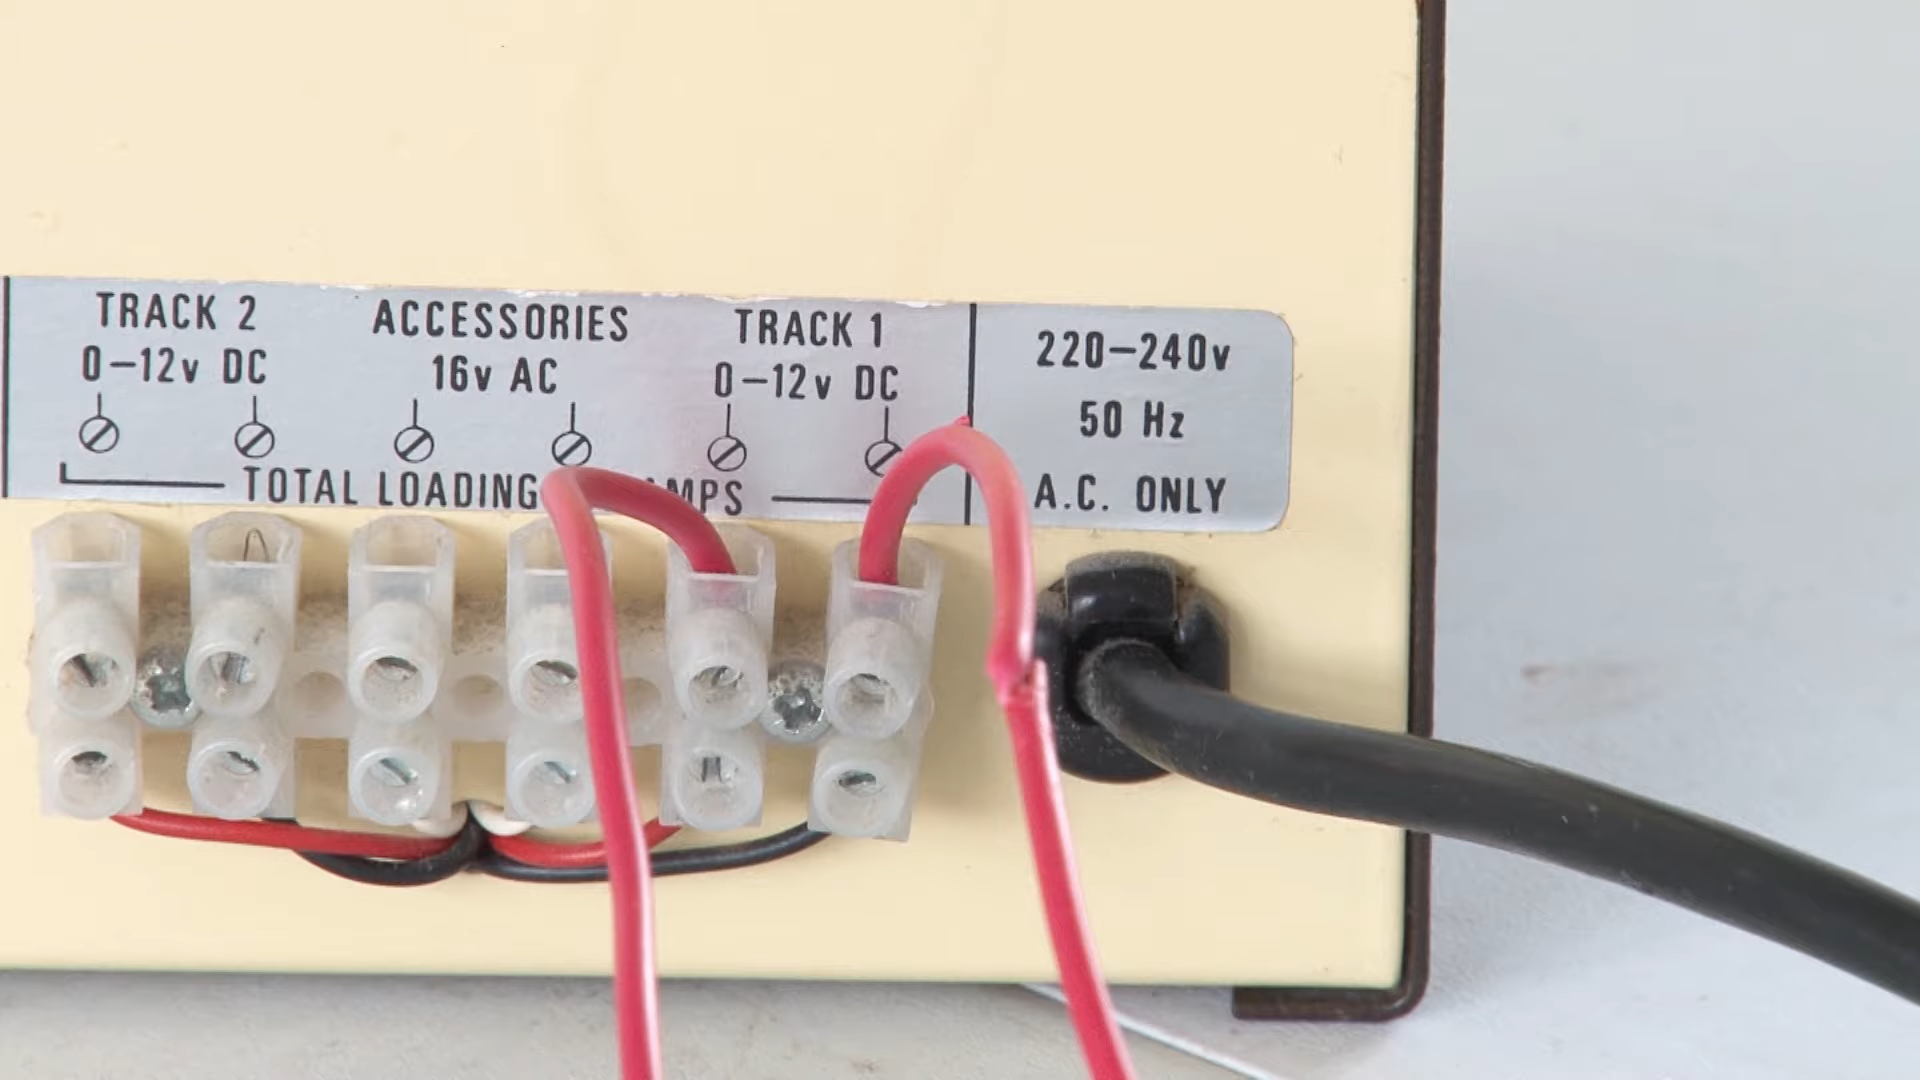 TRACK 2
0-12v DC
ACCESSORIES
16v AC
TRACK 1
0-12v DC
TOTAL LOADING
220-240v
50 Hz
A.C. ONLY